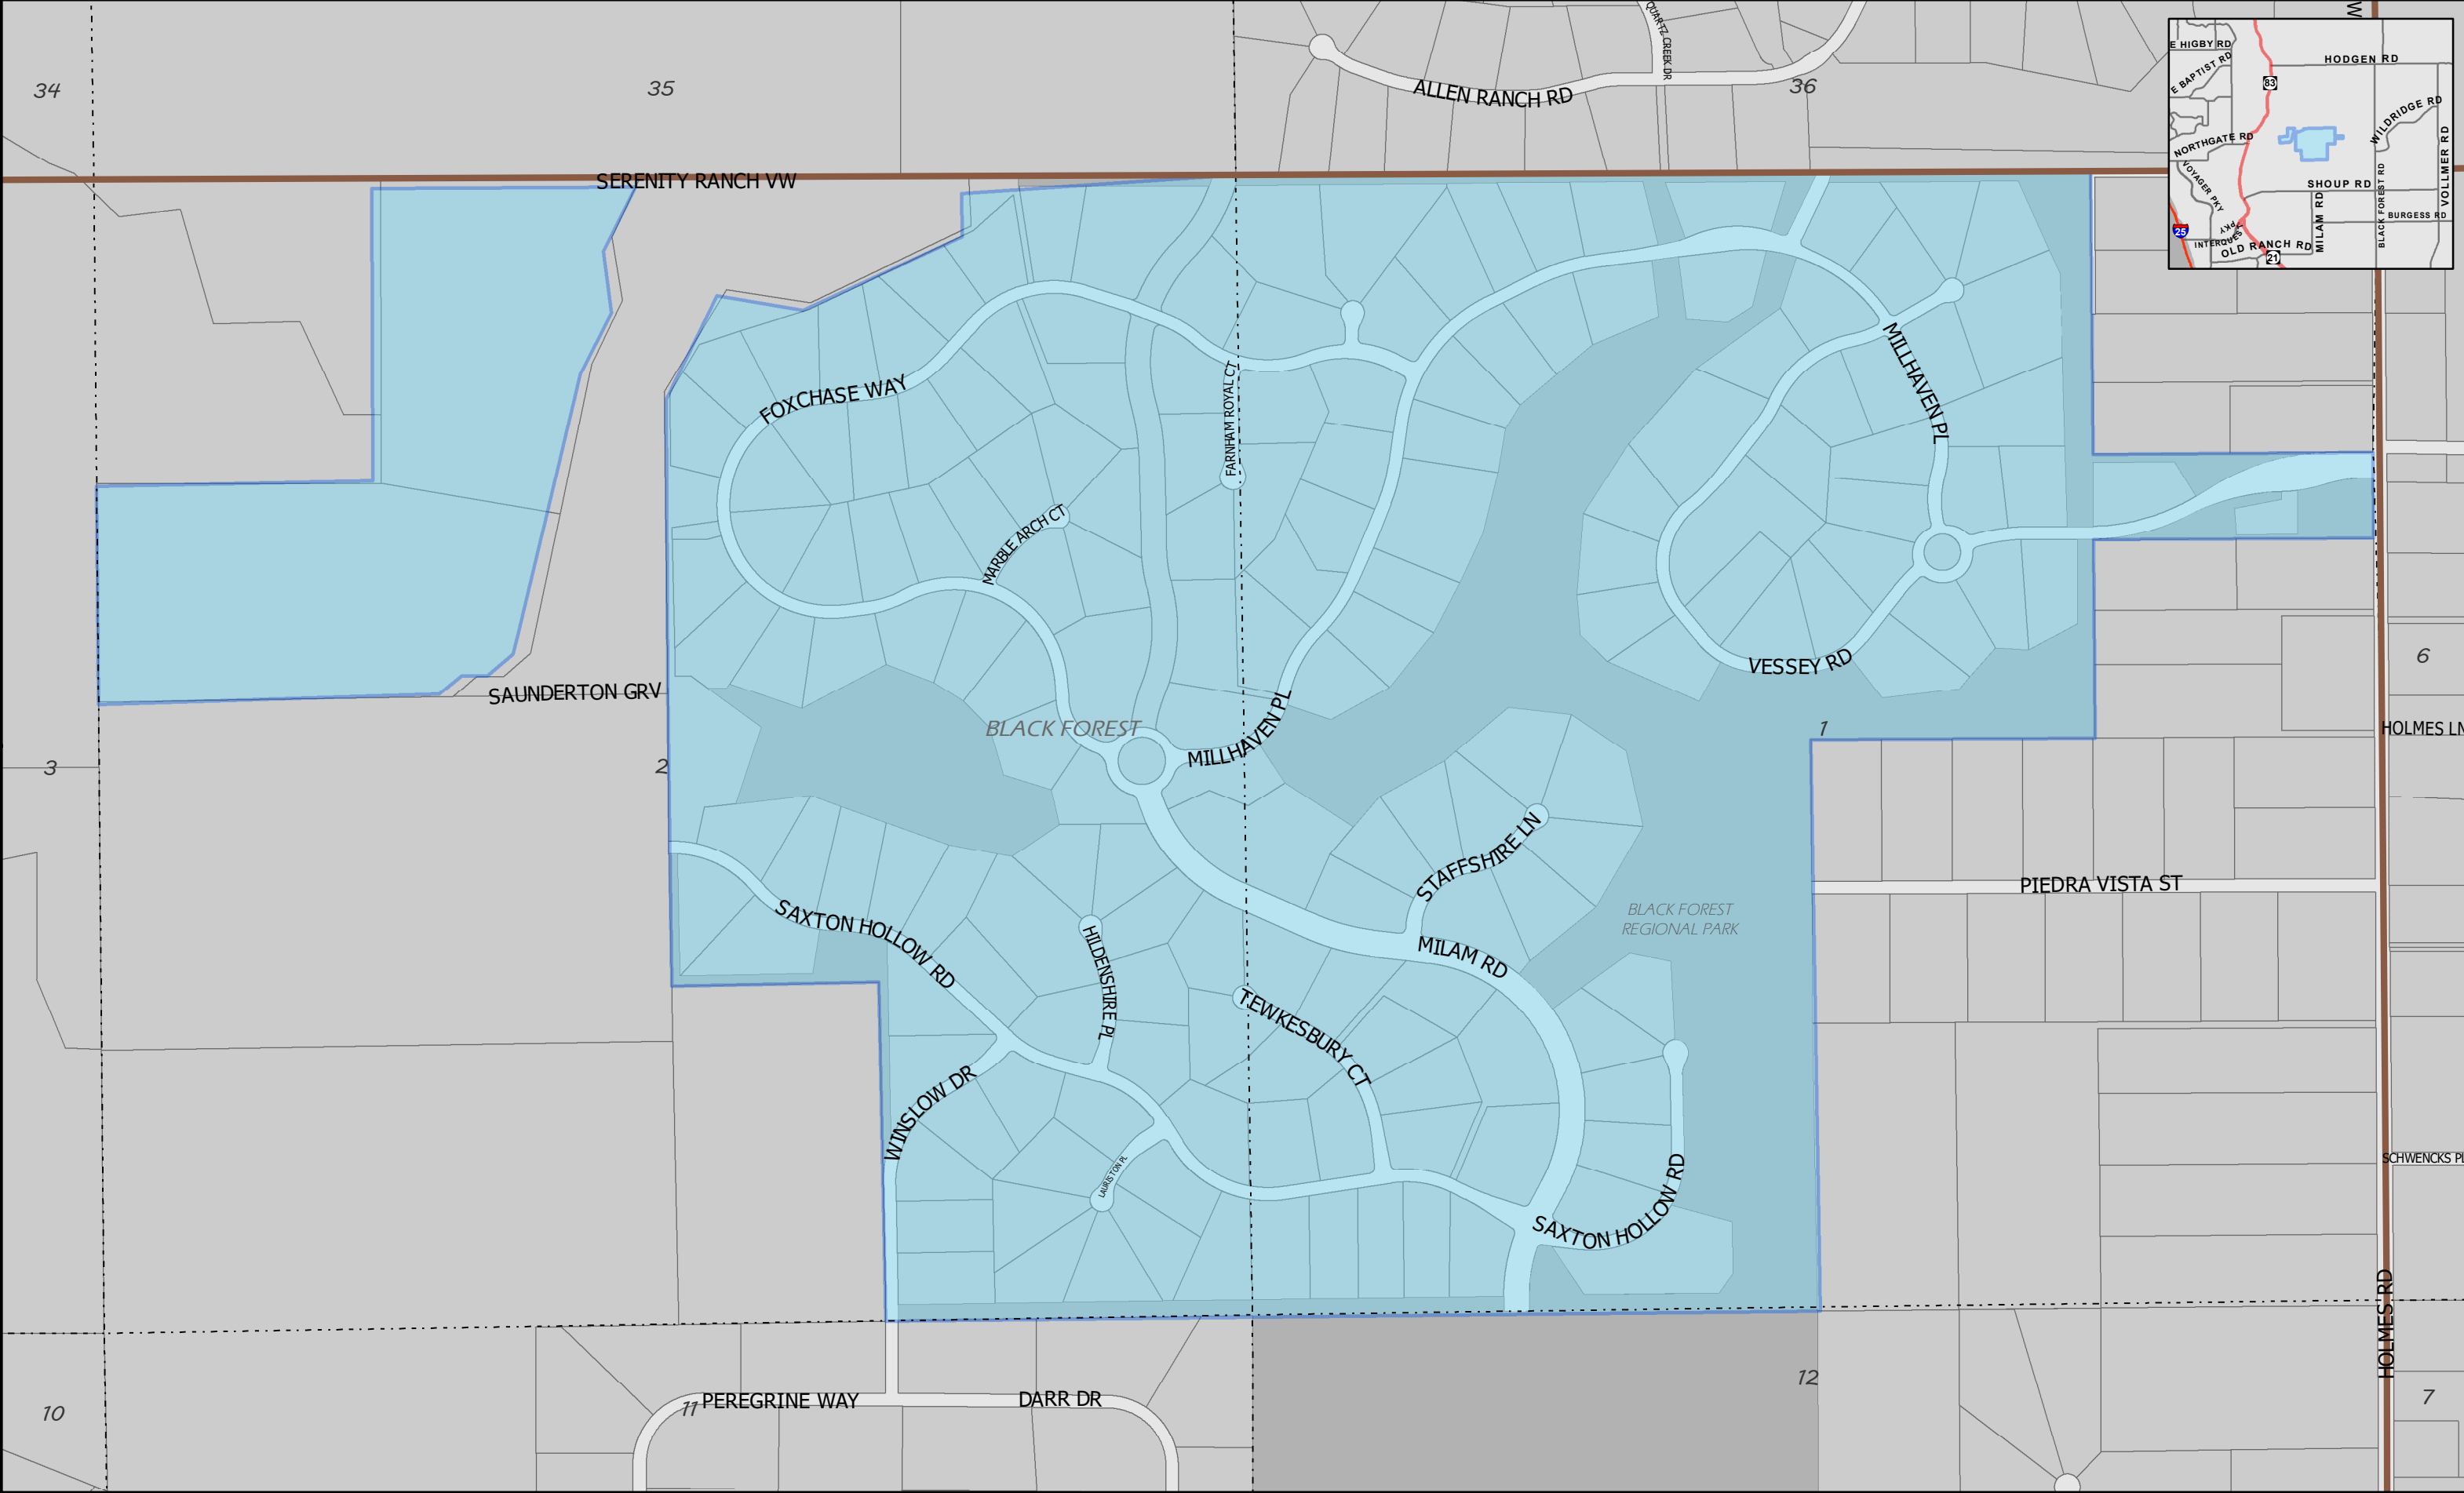 34
35
36
QUARTZ CREEK DR
ALLEN RANCH RD
W
E HIGBY RD
HODGEN RD
E BAPTIST RD
83
WILDRIDGE RD
NORTHGATE RD
VOLLMER RD
VOYAGER PKY
SHOUP RD
BLACK FOREST RD
MILAM RD
BURGESS RD
25
INTERQUEST PKY
OLD RANCH RD
21
SERENITY RANCH VW
FOXCHASE WAY
FARNHAM ROYAL CT
MILLHAVEN PL
MARBLE ARCH CT
SAUNDERTON GRV
VESSEY RD
6
BLACK FOREST
MILLHAVEN PL
1
HOLMES LN
3
2
STAFFSHIRE LN
PIEDRA VISTA ST
BLACK FOREST
REGIONAL PARK
SAXTON HOLLOW RD
HILDENSHIRE PL
MILAM RD
TEWKESBURY CT
WINSLOW DR
LAURISTON PL
SCHWENCKS PL
SAXTON HOLLOW RD
HOLMES RD
12
10
11
PEREGRINE WAY
DARR DR
7